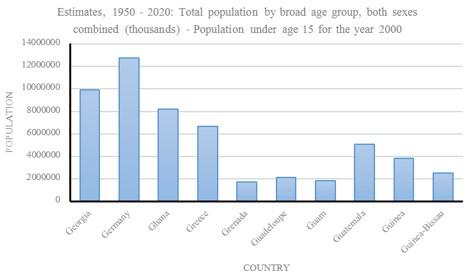 Estimates, 1950 - 2020: Total population by broad age group, both sexes
combined (thousands) - Population under age 15 for the year 2000
14000000
12000000
10000000
8000000
6000000
4000000
2000000
0
POPULATION
Georgia
Germany
Ghana
Greece
Grenada
Guadeloupe
Guam
Guatemala
Guinea
Guinea-Bissau
COUNTRY